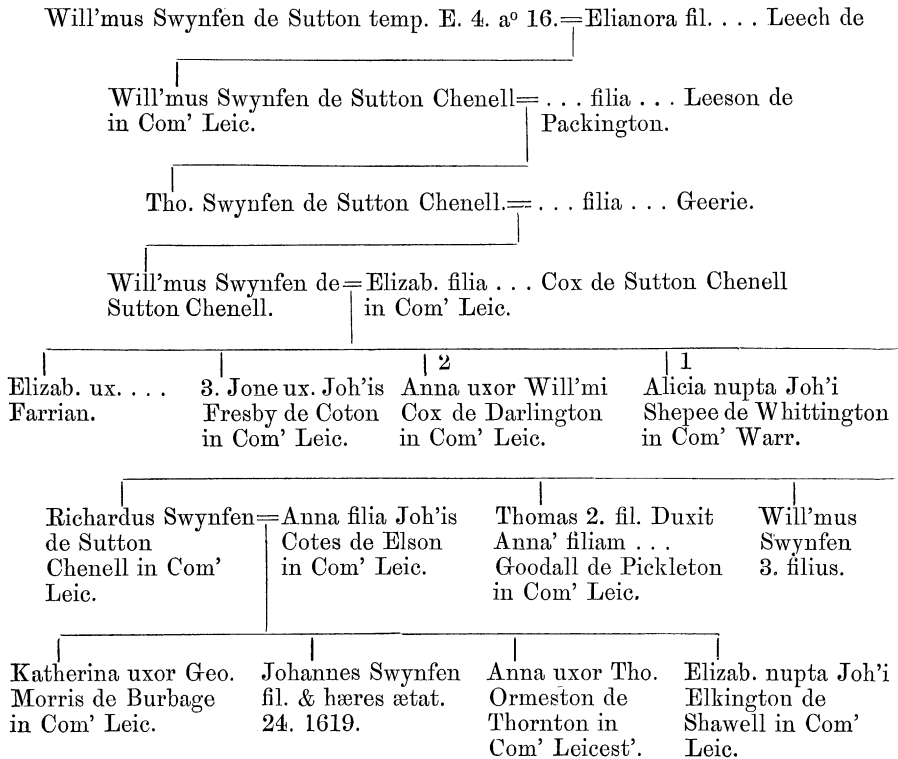 Will'mus Swynfen de Sutton temp. E. 4. aº 16.=Elianora fil. . . . Leech de
Will'mus Swynfen de Sutton Chenell= . . . filia . . . Leeson de
in Com' Leic.
Packington.
Tho. Swynfen de Sutton Chenell.= . . . filia . . . Geerie.
Will'mus Swynfen de=Elizab. filia . . . Cox de Sutton Chenell
Sutton Chenell.
in Com' Leic.
Elizab. ux. . . .
Farrian.
3. Jone ux. Joh'is
Fresby de Coton
in Com' Leic.
2
Anna uxor Will'mi
Cox de Darlington
in Com' Leic.
1
Alicia nupta Joh'i
Shepee de Whittington
in Com' Warr.
Richardus Swynfen=Anna filia Joh'is
de Sutton
Chenell in Com'
Leic.
Cotes de Elson
in Com' Leic.
Thomas 2. fil. Duxit
Anna' filiam . . .
Goodall de Pickleton
in Com' Leic.
Will'mus
Swynfen
3. filius.
Katherina uxor Geo.
Morris de Burbage
in Com' Leic.
Johannes Swynfen
fil. & hæres ætat.
24. 1619.
Anna uxor Tho.
Ormeston de
Thornton in
Com' Leicest'.
Elizab. nupta Joh'i
Elkington de
Shawell in Com'
Leic.